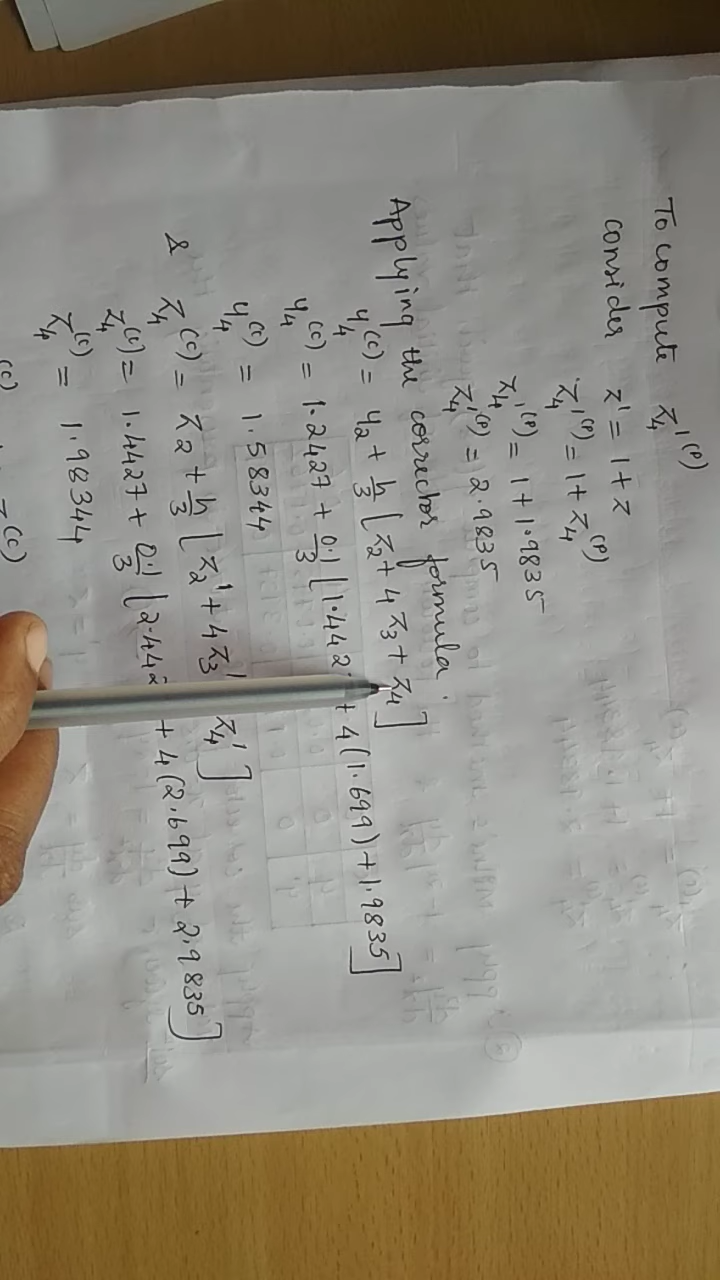 To compute z₄'⁽ᵖ⁾
consider z' = 1 + z
z₄'⁽ᵖ⁾ = 1 + z₄⁽ᵖ⁾
z₄'⁽ᵖ⁾ = 1 + 1.9835
z₄'⁽ᵖ⁾ = 2.9835
Applying the corrector formula.
y₄⁽ᶜ⁾ = y₂ + h/3 [z₂ + 4z₃ + z₄]
y₄⁽ᶜ⁾ = 1.2427 + 0.1/3 [1.442 + 4(1.699) + 1.9835]
y₄⁽ᶜ⁾ = 1.58344
& z₄⁽ᶜ⁾ = z₂ + h/3 [z₂' + 4z₃' z₄']
z₄⁽ᶜ⁾ = 1.4427 + 0.1/3 [2.442 + 4(2.699) + 2.9835]
z₄⁽ᶜ⁾ = 1.98344